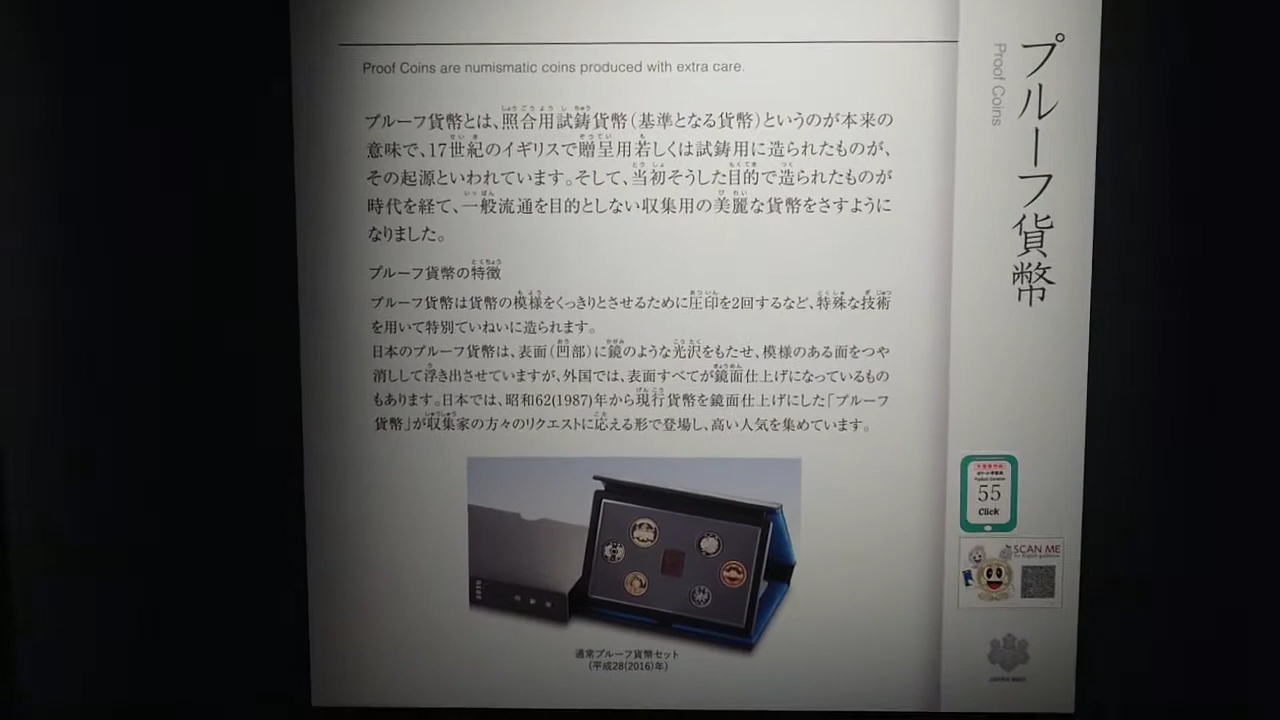 プルーフ貨幣
Proof Coins
Proof Coins are numismatic coins produced with extra care.
プルーフ貨幣とは、照合用試鋳貨幣(基準となる貨幣)というのが本来の
意味で、17世紀のイギリスで贈呈用若しくは試鋳用に造られたものが、
その起源といわれています。そして、当初そうした目的で造られたものが
時代を経て、一般流通を目的としない収集用の美麗な貨幣をさすように
なりました。
プルーフ貨幣の特徴
プルーフ貨幣は貨幣の模様をくっきりとさせるために圧印を2回するなど、特殊な技術
を用いて特別ていねいに造られます。
日本のプルーフ貨幣は、表面(凹部)に鏡のような光沢をもたせ、模様のある面をつや
消しして浮き出させていますが、外国では、表面すべてが鏡面仕上げになっているもの
もあります。日本では、昭和62(1987)年から現行貨幣を鏡面仕上げにした「プルーフ
貨幣」が収集家の方々のリクエストに応える形で登場し、高い人気を集めています。
通常プルーフ貨幣セット
(平成28(2016)年)
55
Click
SCAN ME
JAPAN MINT